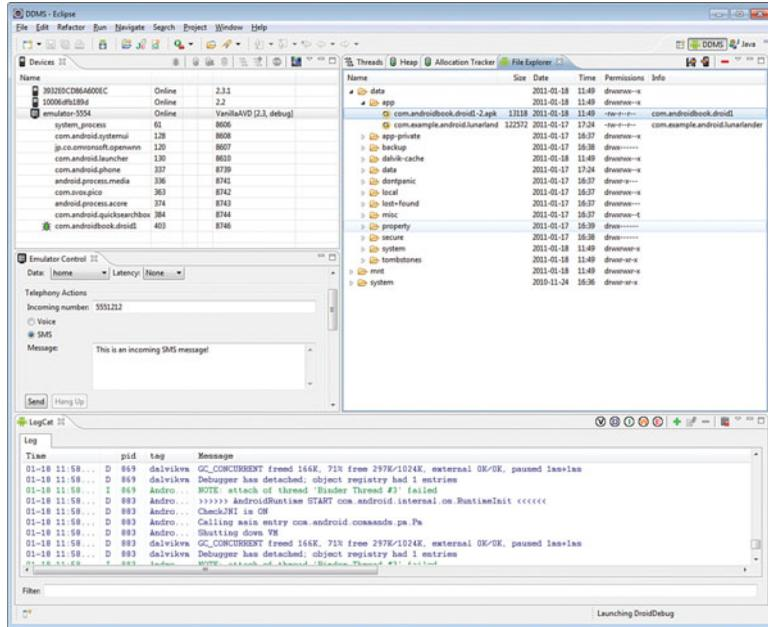 DDMS - Eclipse
File Edit Refactor Run Navigate Search Project Window Help
DDMS Java
Devices
Name
3932E0CD86A600EC Online 2.3.1
10006dfb189d Online 2.2
emulator-5554 Online VanillaAVD [2.3, debug]
system_process 61 8606
com.android.systemui 128 8608
jp.co.omronsoft.openwnn 120 8607
com.android.launcher 130 8610
com.android.phone 337 8739
android.process.media 336 8741
com.svox.pico 363 8742
android.process.acore 374 8743
com.android.quicksearchbox 384 8744
com.androidbook.droid1 403 8746
Threads Heap Allocation Tracker File Explorer
Name Size Date Time Permissions Info
data 2011-01-18 11:49 drwxrwx--x
app 2011-01-18 11:49 drwxrwx--x
com.androidbook.droid1-2.apk 13118 2011-01-18 11:49 -rw-r--r-- com.androidbook.droid1
com.example.android.lunarland 122572 2011-01-17 17:24 -rw-r--r-- com.example.android.lunarlander
app-private 2011-01-17 16:37 drwxrwx--x
backup 2011-01-17 16:38 drwx------
dalvik-cache 2011-01-18 11:49 drwxrwx--x
data 2011-01-17 17:24 drwxrwx--x
dontpanic 2011-01-17 16:37 drwxr-x---
local 2011-01-17 16:37 drwxrwx--x
lost+found 2011-01-17 16:37 drwxrwx---
misc 2011-01-17 16:37 drwxrwx--t
property 2011-01-17 16:39 drwx------
secure 2011-01-17 16:38 drwx------
system 2011-01-18 11:49 drwxrwxr-x
tombstones 2011-01-18 11:49 drwxr-xr-x
mnt 2011-01-18 11:49 drwxrwxr-x
system 2010-11-24 16:36 drwxr-xr-x
Emulator Control
Data: home Latency: None
Telephony Actions
Incoming number: 5551212
Voice
SMS
Message: This is an incoming SMS message!
Send Hang Up
LogCat
V D I W E
Log
Time pid tag Message
01-18 11:58... D 869 dalvikvm GC_CONCURRENT freed 166K, 71% free 297K/1024K, external 0K/0K, paused 1ms+1ms
01-18 11:58... D 869 dalvikvm Debugger has detached; object registry had 1 entries
01-18 11:58... I 869 Andro... NOTE: attach of thread 'Binder Thread #3' failed
01-18 11:58... D 883 Andro... >>>>>> AndroidRuntime START com.android.internal.os.RuntimeInit <<<<<<
01-18 11:58... D 883 Andro... CheckJNI is ON
01-18 11:58... D 883 Andro... Calling main entry com.android.commands.pm.Pm
01-18 11:58... D 883 Andro... Shutting down VM
01-18 11:58... D 883 dalvikvm GC_CONCURRENT freed 166K, 71% free 297K/1024K, external 0K/0K, paused 1ms+1ms
01-18 11:58... D 883 dalvikvm Debugger has detached; object registry had 1 entries
01-18 11:58... I 883 Andro... NOTE: attach of thread 'Binder Thread #3' failed
Filter:
Launching DroidDebug